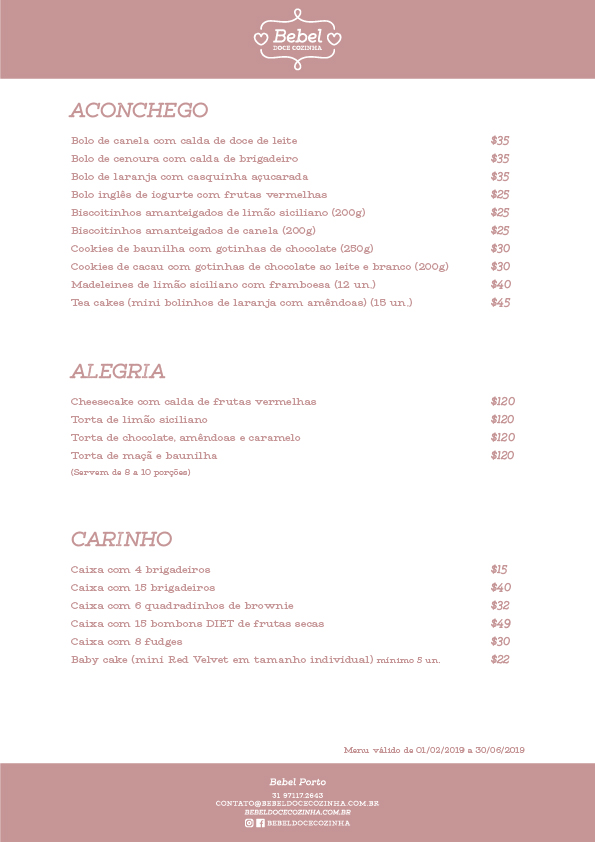 Bebel
DOCE COZINHA
ACONCHEGO
Bolo de canela com calda de doce de leite $35
Bolo de cenoura com calda de brigadeiro $35
Bolo de laranja com casquinha açucarada $35
Bolo inglês de iogurte com frutas vermelhas $25
Biscoitinhos amanteigados de limão siciliano (200g) $25
Biscoitinhos amanteigados de canela (200g) $25
Cookies de baunilha com gotinhas de chocolate (250g) $30
Cookies de cacau com gotinhas de chocolate ao leite e branco (200g) $30
Madeleines de limão siciliano com framboesa (12 un.) $40
Tea cakes (mini bolinhos de laranja com amêndoas) (15 un.) $45
ALEGRIA
Cheesecake com calda de frutas vermelhas $120
Torta de limão siciliano $120
Torta de chocolate, amêndoas e caramelo $120
Torta de maçã e baunilha $120
(Servem de 8 a 10 porções)
CARINHO
Caixa com 4 brigadeiros $15
Caixa com 15 brigadeiros $40
Caixa com 6 quadradinhos de brownie $32
Caixa com 15 bombons DIET de frutas secas $49
Caixa com 8 fudges $30
Baby cake (mini Red Velvet em tamanho individual) mínimo 5 un. $22
Menu válido de 01/02/2019 a 30/06/2019
Bebel Porto
31 97117.2643
CONTATO@BEBELDOCECOZINHA.COM.BR
BEBELDOCECOZINHA.COM.BR
BEBELDOCECOZINHA